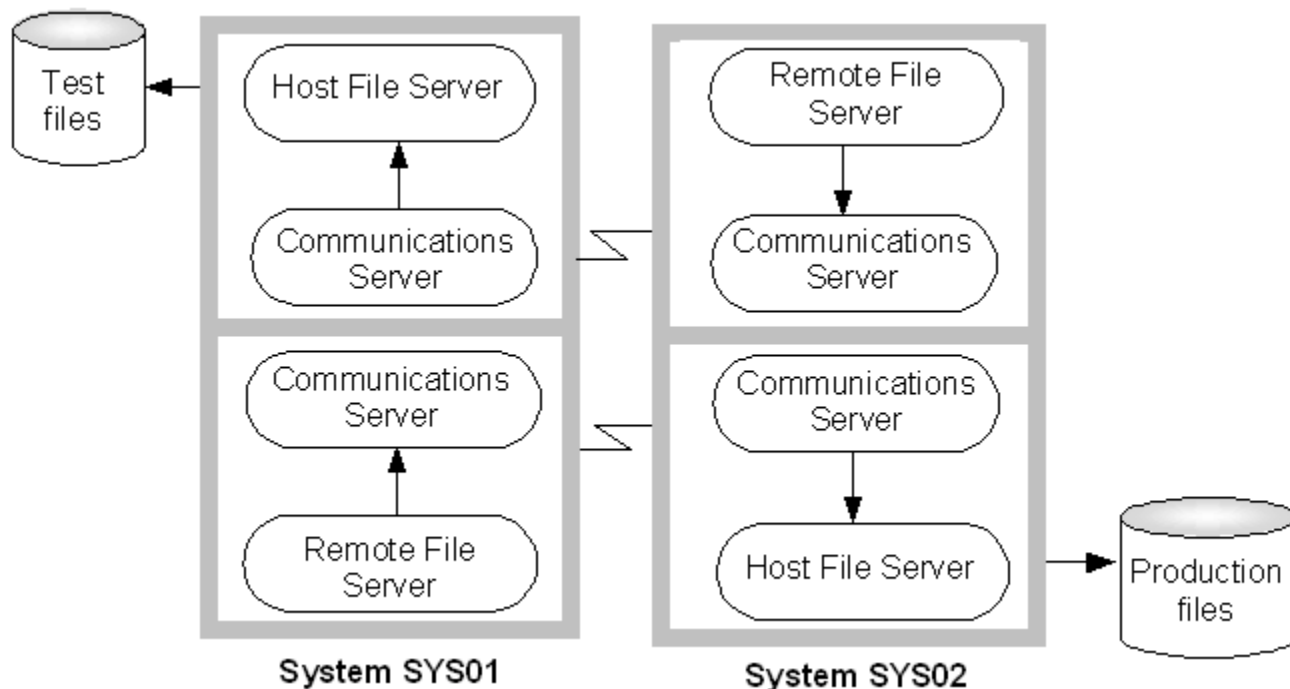 Test
files
Host File Server
Communications
Server
Communications
Server
Remote File
Server
System SYS01
Remote File
Server
Communications
Server
Communications
Server
Host File Server
System SYS02
Production
files